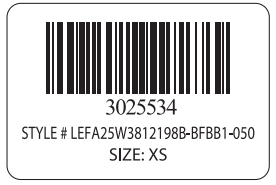 3025534
STYLE # LEFA25W3812198B-BFBB1-050
SIZE: XS